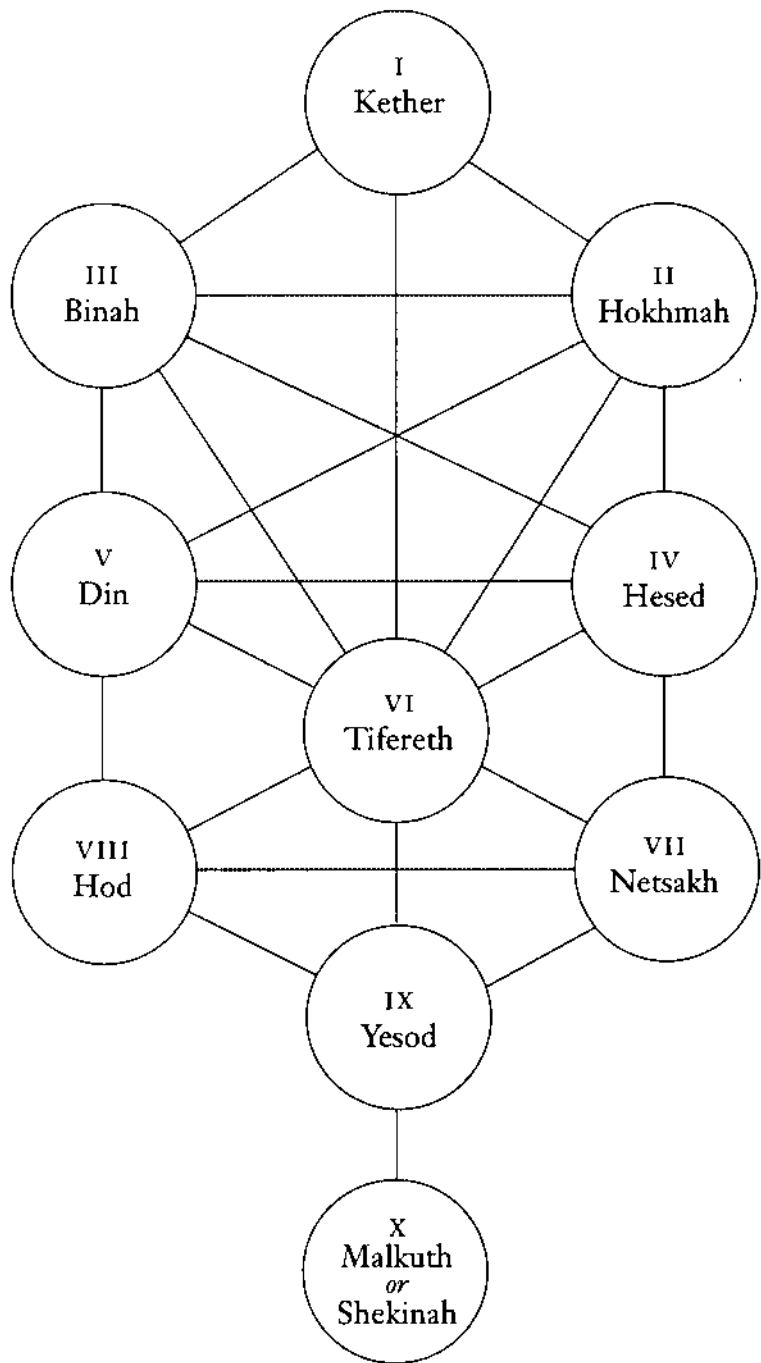 I
Kether
III
Binah
II
Hokhmah
V
Din
IV
Hesed
VI
Tifereth
VIII
Hod
VII
Netsakh
IX
Yesod
X
Malkuth
or
Shekinah